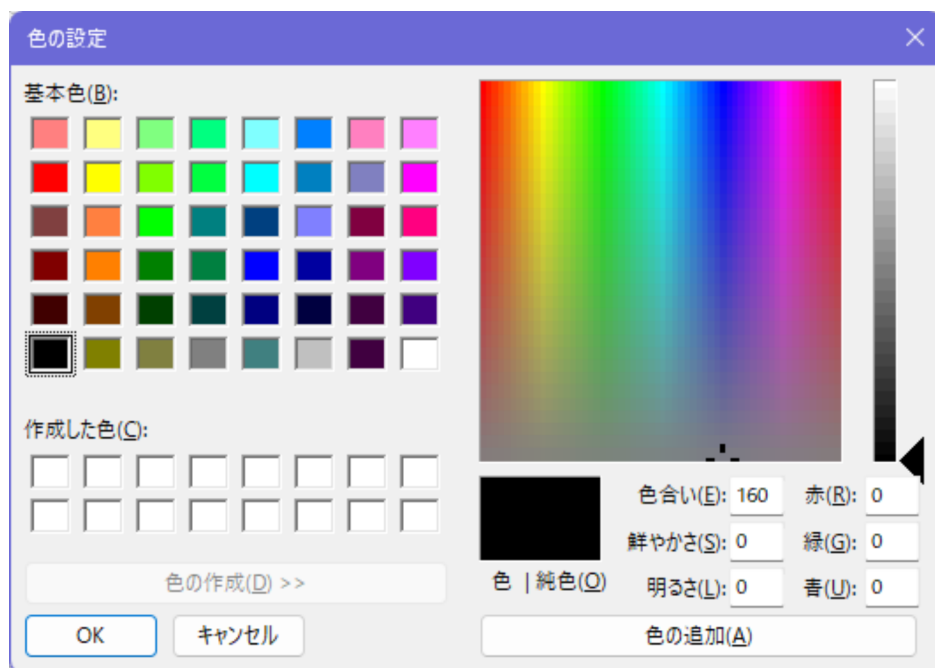 色の設定
基本色(B):
作成した色(C):
色の作成(D) >>
OK
キャンセル
色 | 純色(O)
色合い(E): 160
鮮やかさ(S): 0
明るさ(L): 0
赤(R): 0
緑(G): 0
青(U): 0
色の追加(A)